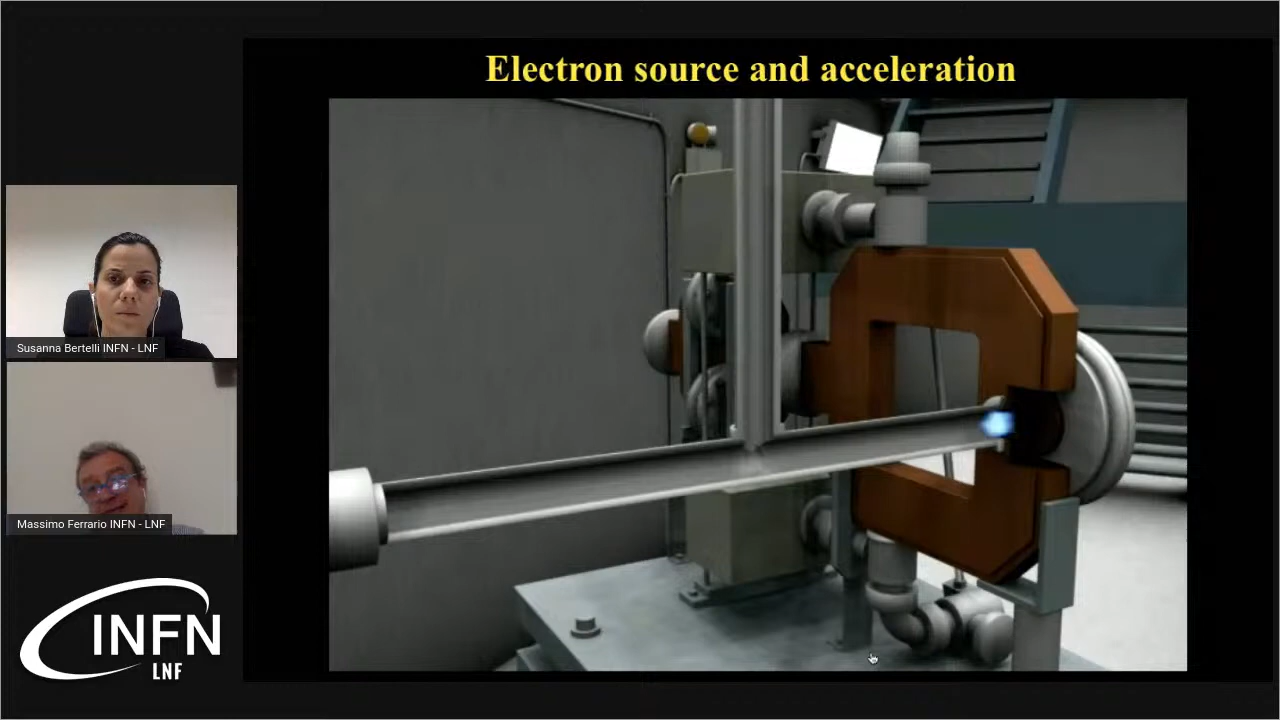 Electron source and acceleration
Susanna Bertelli INFN - LNF
Massimo Ferrario INFN - LNF
INFN
LNF